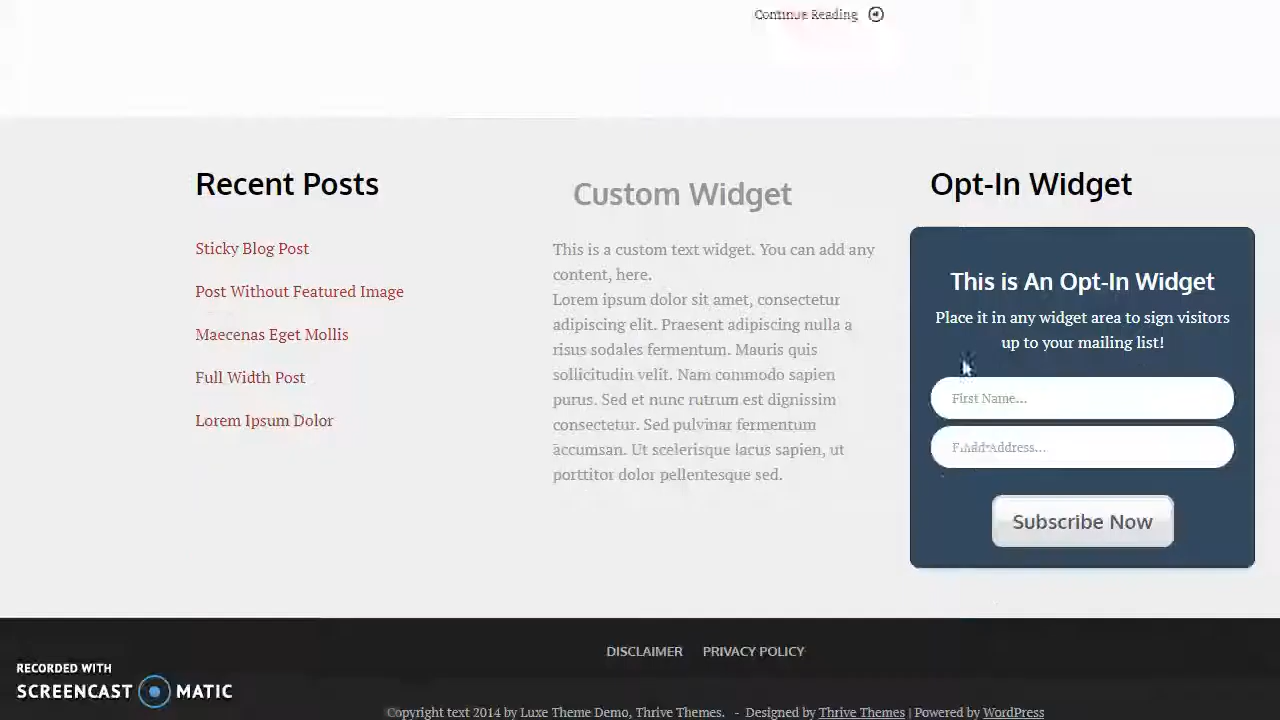 Continue Reading
Recent Posts
Sticky Blog Post
Post Without Featured Image
Maecenas Eget Mollis
Full Width Post
Lorem Ipsum Dolor
Custom Widget
This is a custom text widget. You can add any
content, here.
Lorem ipsum dolor sit amet, consectetur
adipiscing elit. Praesent adipiscing nulla a
risus sodales fermentum. Mauris quis
sollicitudin velit. Nam commodo sapien
purus. Sed et nunc rutrum est dignissim
consectetur. Sed pulvinar fermentum
accumsan. Ut scelerisque lacus sapien, ut
porttitor dolor pellentesque sed.
Opt-In Widget
This is An Opt-In Widget
Place it in any widget area to sign visitors
up to your mailing list!
First Name...
Address...
Subscribe Now
DISCLAIMER PRIVACY POLICY
RECORDED WITH
SCREENCAST MATIC
Copyright text 2014 by Luxe Theme Demo, Thrive Themes. - Designed by Thrive Themes | Powered by WordPress